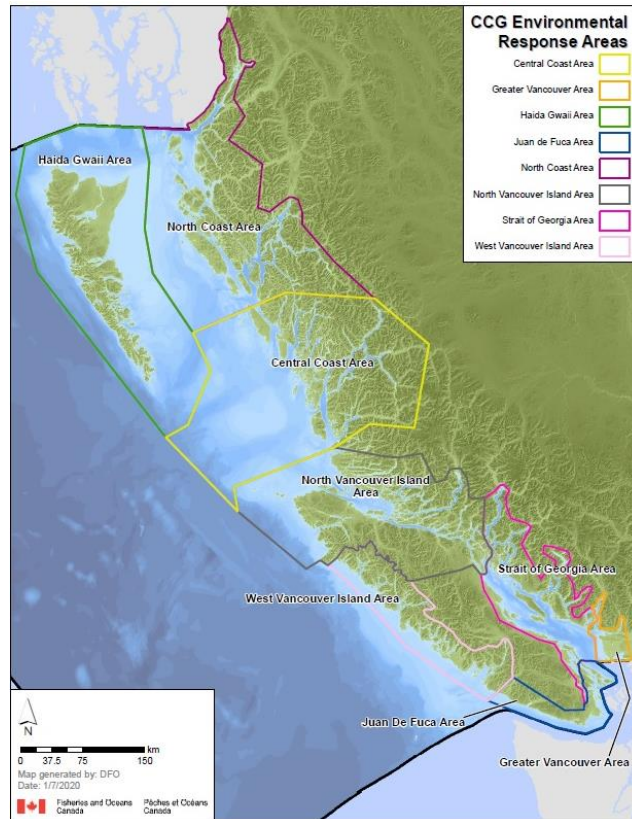 CCG Environmental
Response Areas
Central Coast Area
Greater Vancouver Area
Haida Gwaii Area
Juan de Fuca Area
North Coast Area
North Vancouver Island Area
Strait of Georgia Area
West Vancouver Island Area
Haida Gwaii Area
North Coast Area
Central Coast Area
North Vancouver Island
Area
Strait of Georgia Area
West Vancouver Island Area
Juan De Fuca Area
Greater Vancouver Area
N
km
0 37.5 75 150
Map generated by: DFO
Date: 1/7/2020
Fisheries and Oceans
Canada
Pêches et Océans
Canada